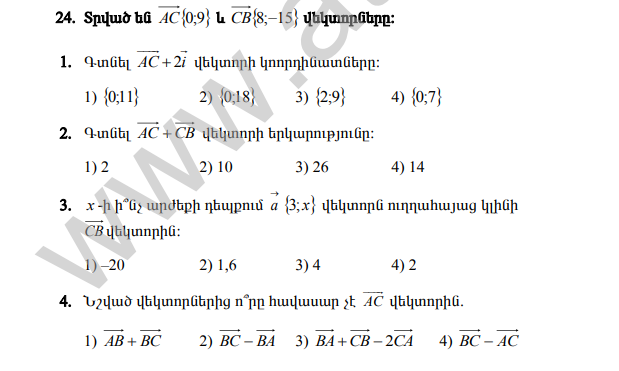 24. Տրված են $\overrightarrow{AC}${0;9} և $\overrightarrow{CB}${8;−15} վեկտորները:
1. Գտնել $\overrightarrow{AC}+2\vec{i}$ վեկտորի կոորդինատները:
1) {0;11} 2) {0;18} 3) {2;9} 4) {0;7}
2. Գտնել $\overrightarrow{AC}+\overrightarrow{CB}$ վեկտորի երկարությունը:
1) 2 2) 10 3) 26 4) 14
3. x-ի ի՞նչ արժեքի դեպքում $\vec{a}$ {3;x} վեկտորն ուղղահայաց կլինի
$\overrightarrow{CB}$ վեկտորին:
1) –20 2) 1,6 3) 4 4) 2
4. Նշված վեկտորներից ո՞րը հավասար չէ $\overrightarrow{AC}$ վեկտորին.
1) $\overrightarrow{AB}+\overrightarrow{BC}$ 2) $\overrightarrow{BC}-\overrightarrow{BA}$ 3) $\overrightarrow{BA}+\overrightarrow{CB}-2\overrightarrow{CA}$ 4) $\overrightarrow{BC}-\overrightarrow{AC}$
www.a